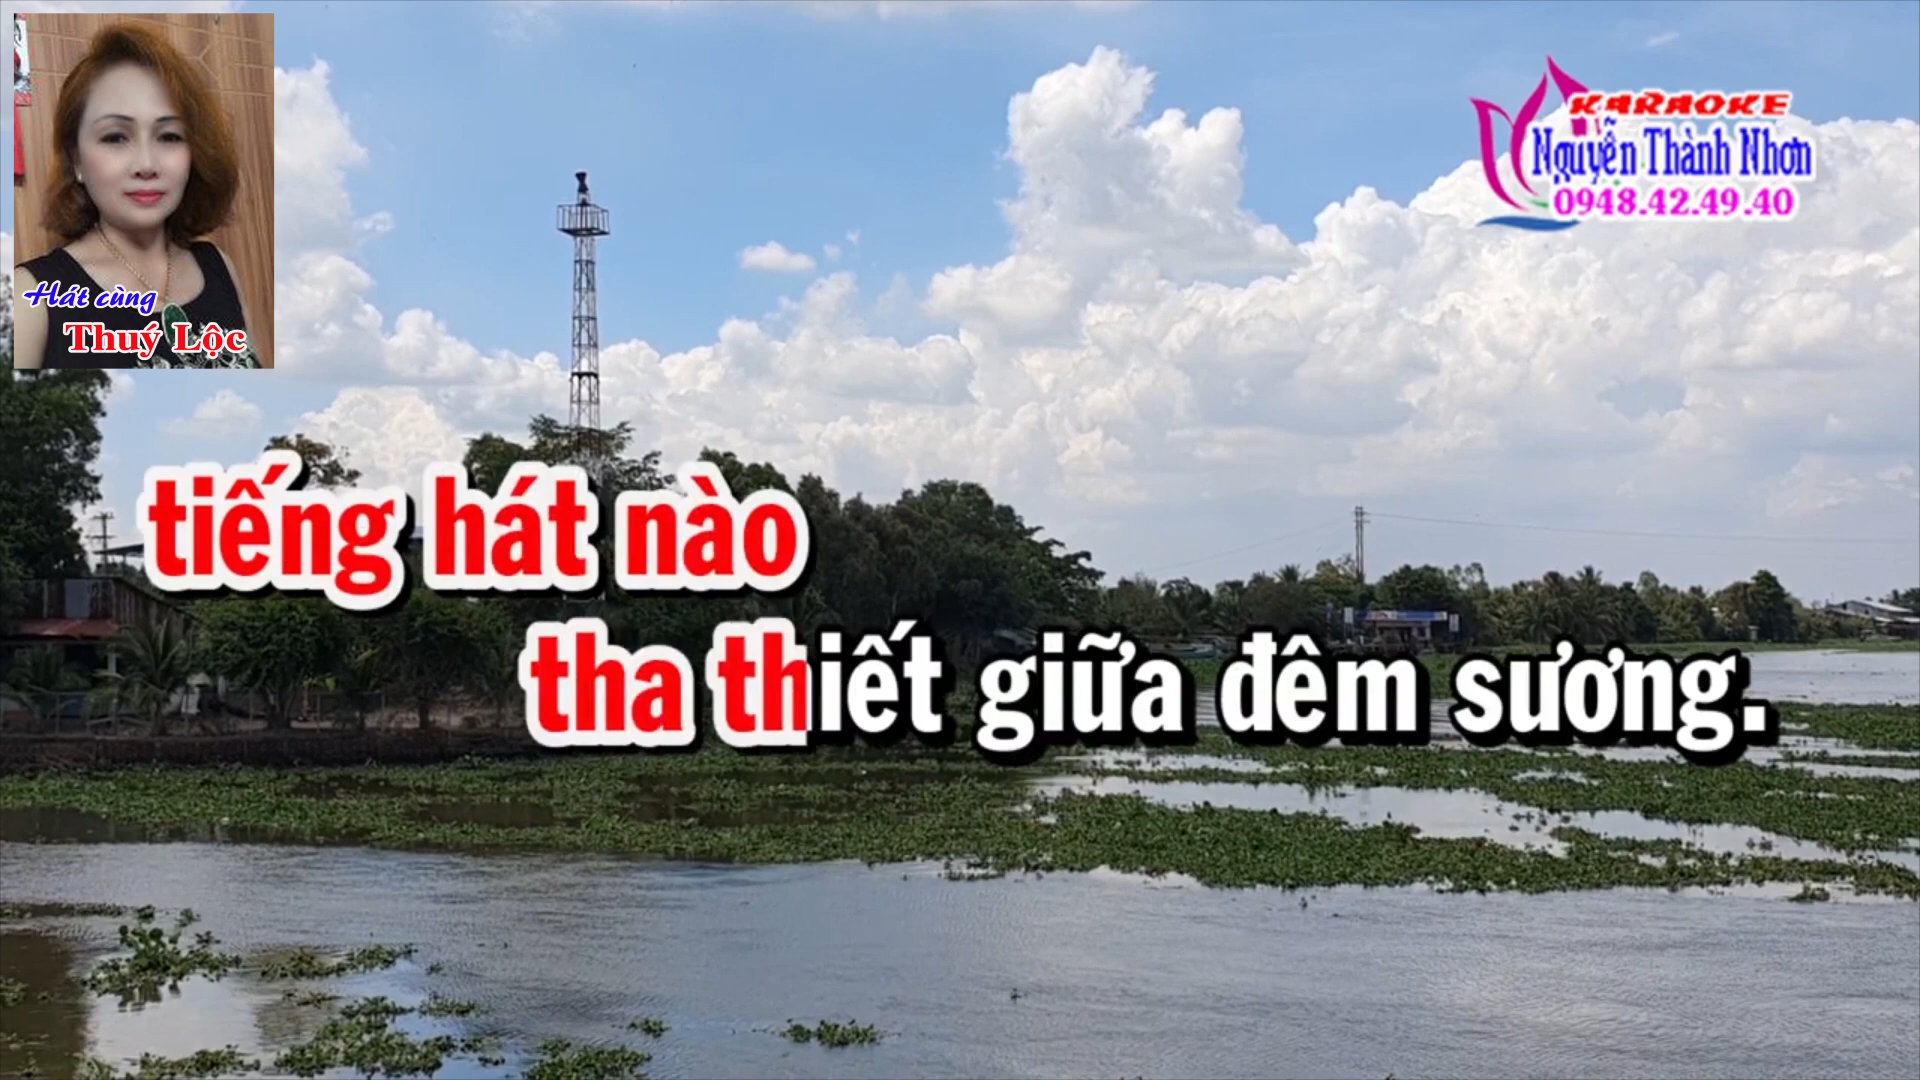 Hát cùng
Thuý Lộc
KARAOKE
Nguyễn Thành Nhơn
0948.42.49.40
tiếng hát nào
tha thiết giữa đêm sương.